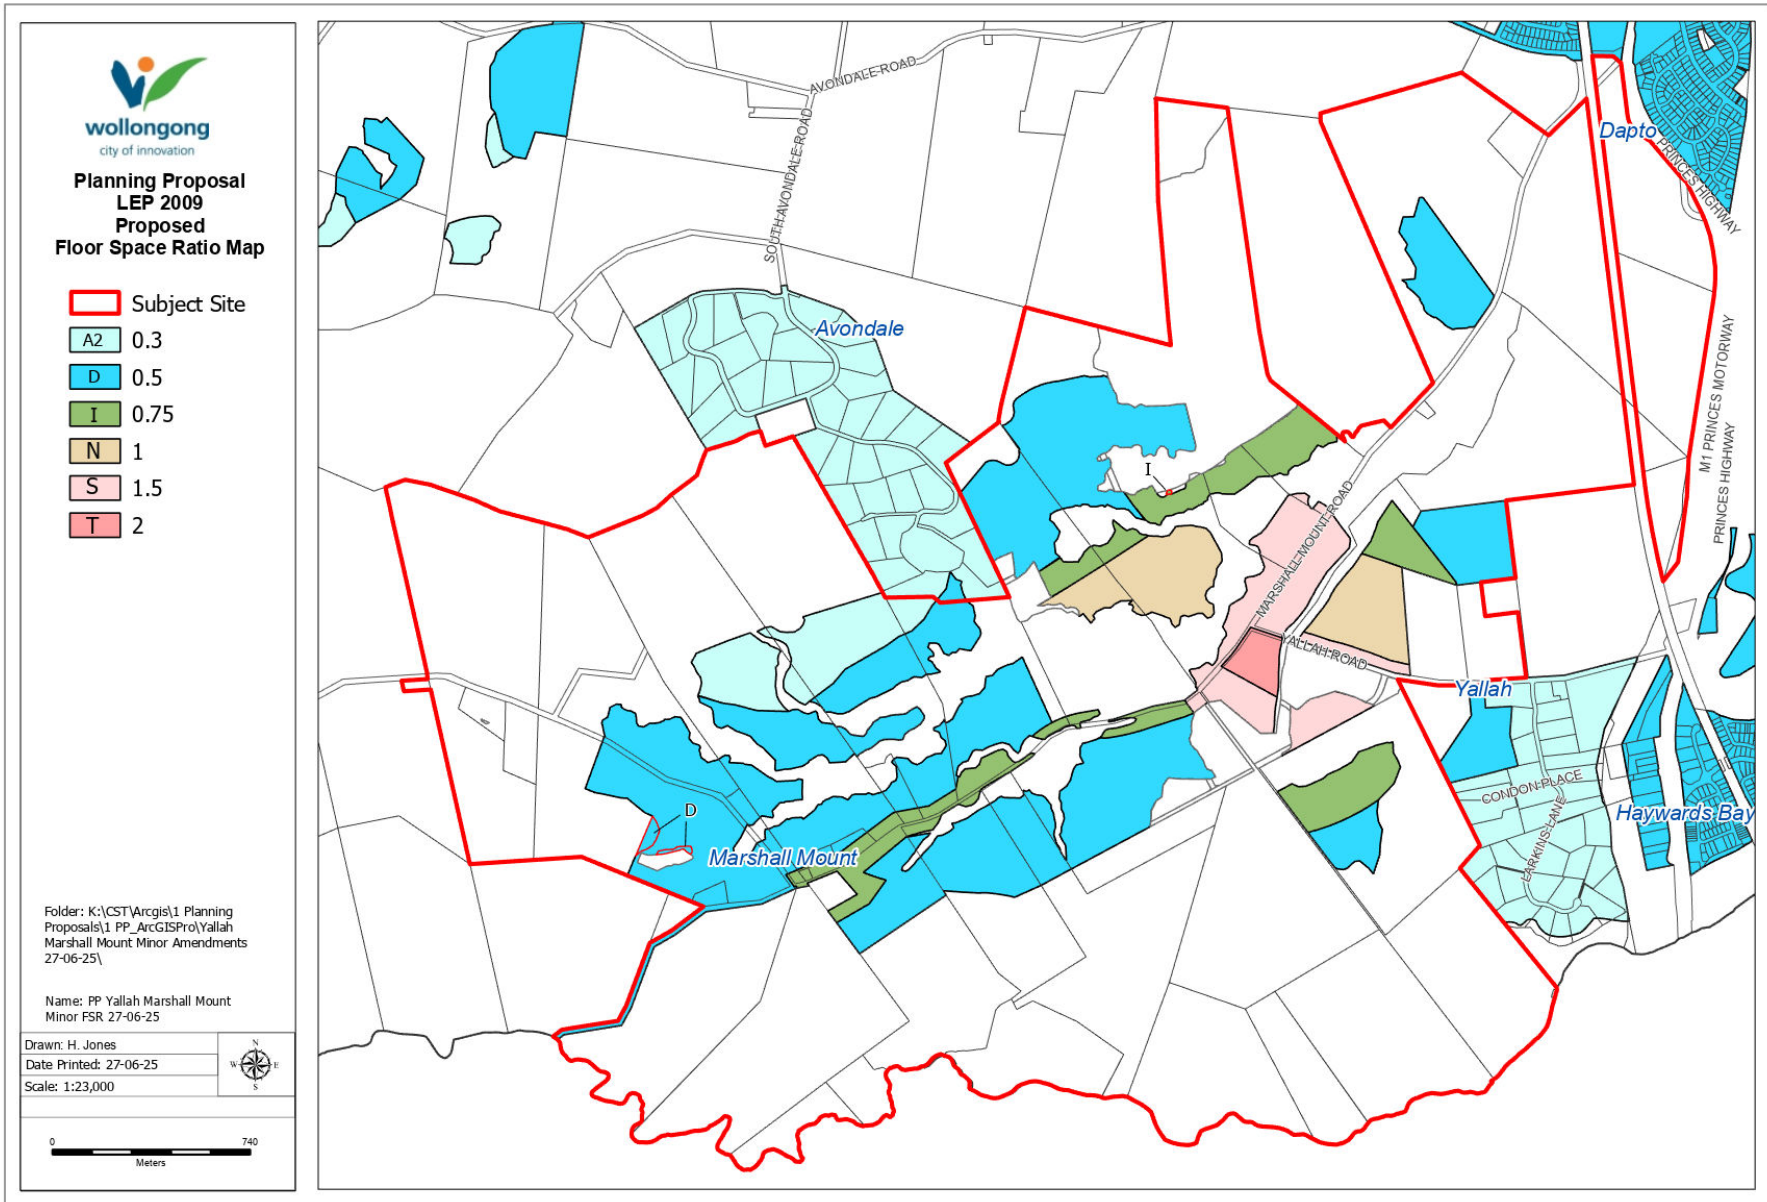 wollongong
city of innovation
Planning Proposal
LEP 2009
Proposed
Floor Space Ratio Map
Subject Site
A2 0.3
D 0.5
I 0.75
N 1
S 1.5
T 2
Folder: K:\CST\Arcgis\1 Planning
Proposals\1 PP_ArcGISPro\Yallah
Marshall Mount Minor Amendments
27-06-25\
Name: PP Yallah Marshall Mount
Minor FSR 27-06-25
Drawn: H. Jones
Date Printed: 27-06-25
Scale: 1:23,000
N
W E
S
0 740
Meters
AVONDALE ROAD
SOUTH AVONDALE ROAD
Dapto
PRINCES HIGHWAY
Avondale
M1 PRINCES MOTORWAY
PRINCES HIGHWAY
I
MARSHALL MOUNT ROAD
YALLAH ROAD
Yallah
CONDON PLACE
LARKINS LANE
Haywards Bay
D
Marshall Mount